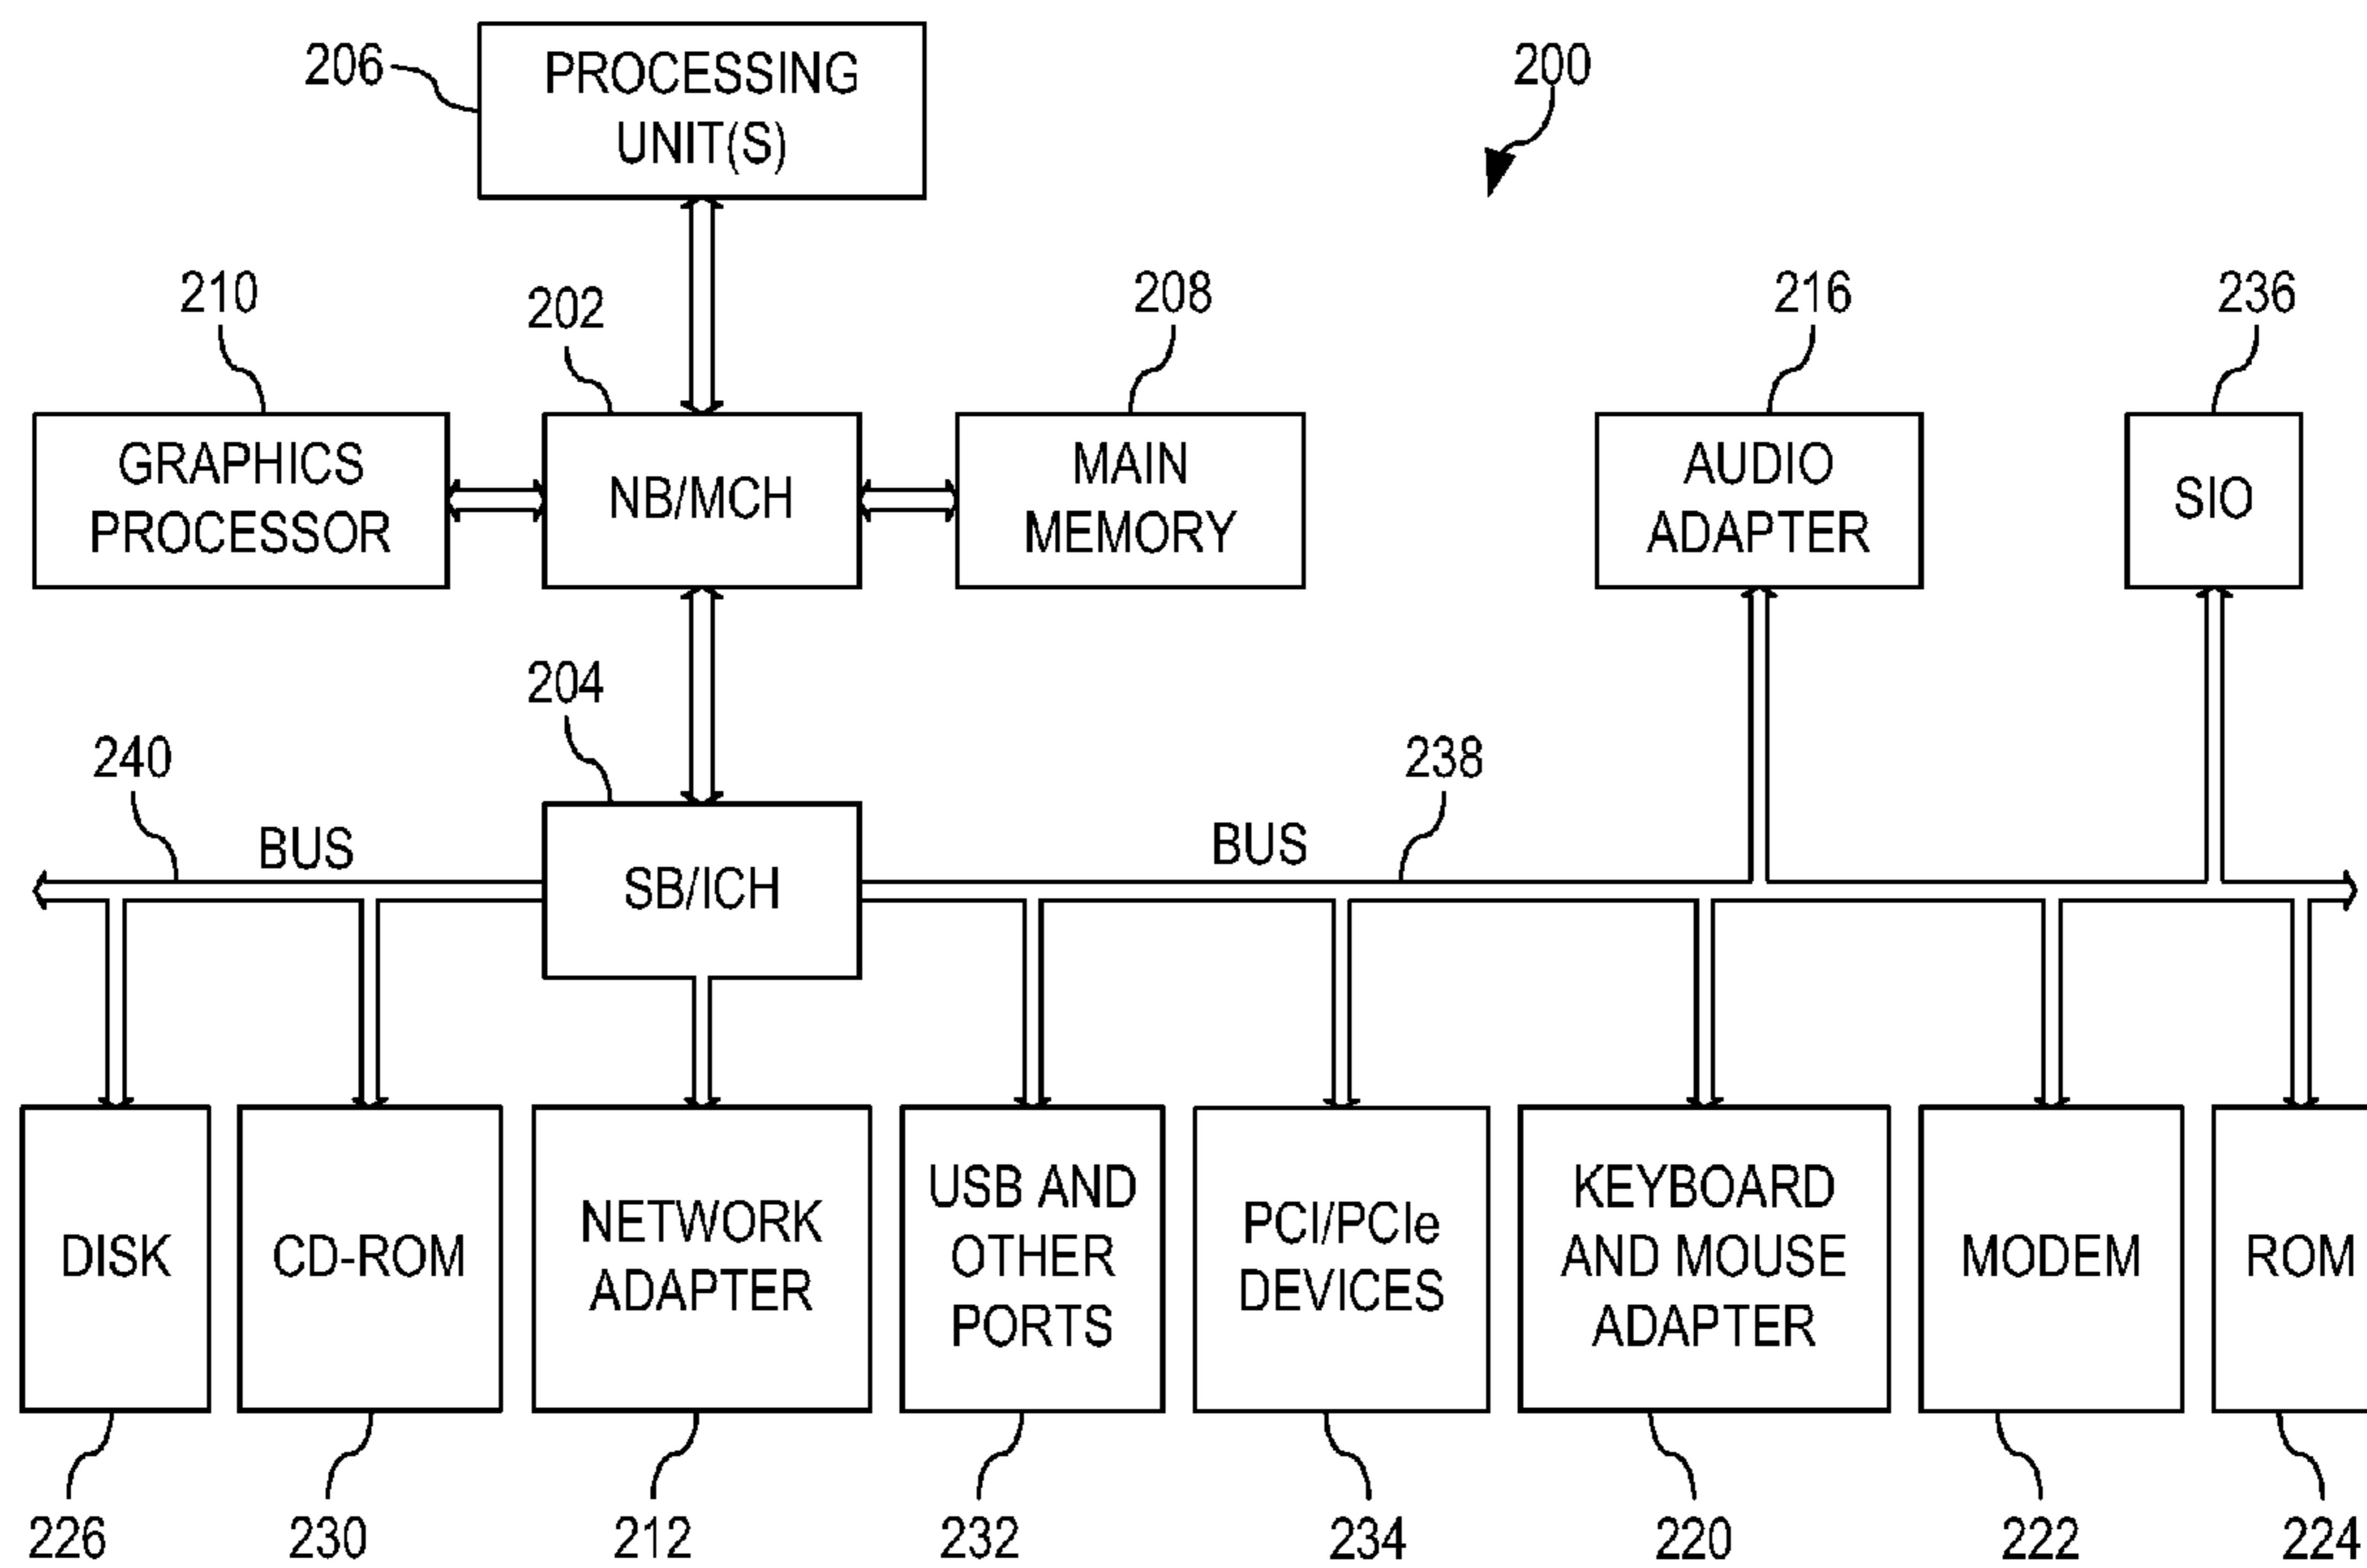 206
PROCESSING
UNIT(S)
200
210
202
208
216
236
GRAPHICS
PROCESSOR
NB/MCH
MAIN
MEMORY
AUDIO
ADAPTER
SIO
204
240
BUS
SB/ICH
BUS
238
DISK
CD-ROM
NETWORK
ADAPTER
USB AND
OTHER
PORTS
PCI/PCIe
DEVICES
KEYBOARD
AND MOUSE
ADAPTER
MODEM
ROM
226
230
212
232
234
220
222
224